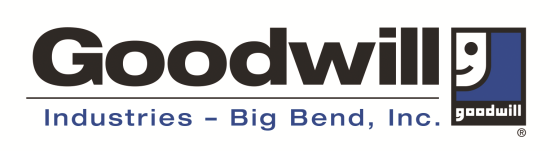 Goodwill
Industries – Big Bend, Inc.
goodwill
®